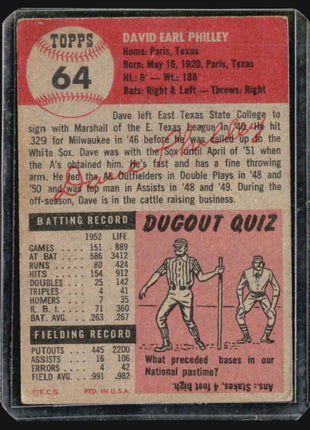 TOPPS
64
DAVID EARL PHILLEY
Home: Paris, Texas
Born: May 16, 1920, Paris, Texas
Ht.: 6' — Wt.: 188
Bats: Right & Left — Throws: Right
Dave left East Texas State College
to sign with Marshall of the E. Texas league in '40. He hit
.329 for Milwaukee in '46 before he was called up to the
White Sox. Dave was with the Sox until April of '51 when
the A's obtained him. He's fast and has a fine throwing
arm. He led the AL Outfielders in Double Plays in '48
and '50 and was top man in Assists in '48 and '49. During the
off-season, Dave is in the cattle raising business.
Dave Philley
BATTING RECORD
1952 LIFE
GAMES 151 889
AT BAT 586 3412
RUNS 80 424
HITS 154 912
DOUBLES 25 142
TRIPLES 4 41
HOMERS 7 35
R. B. I. 71 360
BAT. AVG. .263 .267
FIELDING RECORD
PUTOUTS 445 2200
ASSISTS 16 106
ERRORS 4 42
FIELD AVG. .991 .982
©T.C.G. PTD. IN U.S.A.
DUGOUT QUIZ
What preceded bases in our
National pastime?
Ans.: Stakes, 4 feet high.